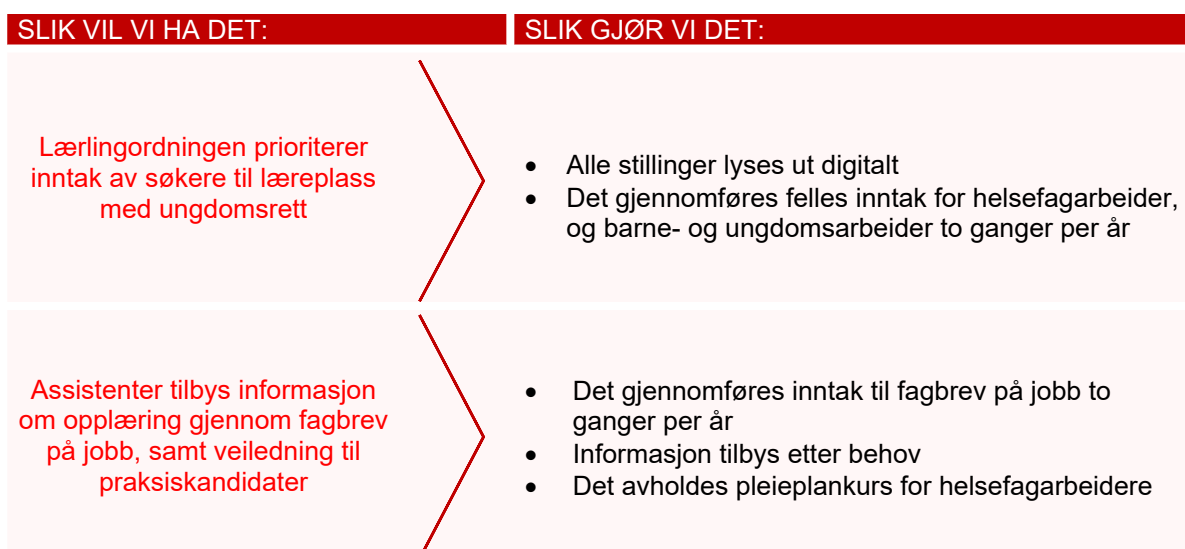 SLIK VIL VI HA DET:
SLIK GJØR VI DET:
Lærlingordningen prioriterer
inntak av søkere til læreplass
med ungdomsrett
• Alle stillinger lyses ut digitalt
• Det gjennomføres felles inntak for helsefagarbeider,
og barne- og ungdomsarbeider to ganger per år
Assistenter tilbys informasjon
om opplæring gjennom fagbrev
på jobb, samt veiledning til
praksiskandidater
• Det gjennomføres inntak til fagbrev på jobb to
ganger per år
• Informasjon tilbys etter behov
• Det avholdes pleieplankurs for helsefagarbeidere